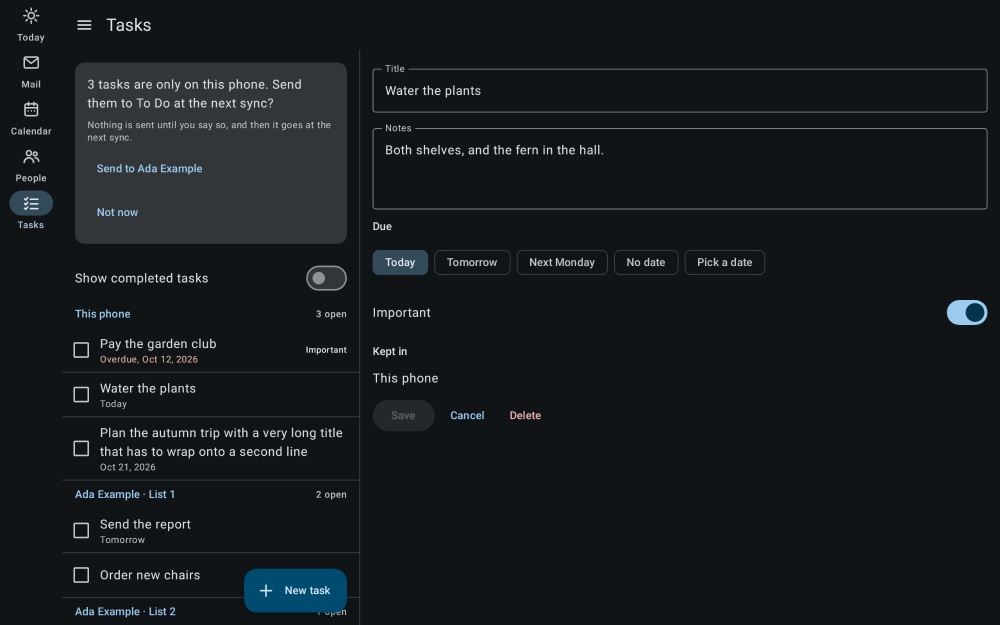 Today
Mail
Calendar
People
Tasks
Tasks
3 tasks are only on this phone. Send
them to To Do at the next sync?
Nothing is sent until you say so, and then it goes at the
next sync.
Send to Ada Example
Not now
Show completed tasks
This phone
3 open
Pay the garden club
Overdue, Oct 12, 2026
Important
Water the plants
Today
Plan the autumn trip with a very long title
that has to wrap onto a second line
Oct 21, 2026
Ada Example · List 1
2 open
Send the report
Tomorrow
Order new chairs
New task
Ada Example · List 2
open
Title
Water the plants
Notes
Both shelves, and the fern in the hall.
Due
Today
Tomorrow
Next Monday
No date
Pick a date
Important
Kept in
This phone
Save
Cancel
Delete